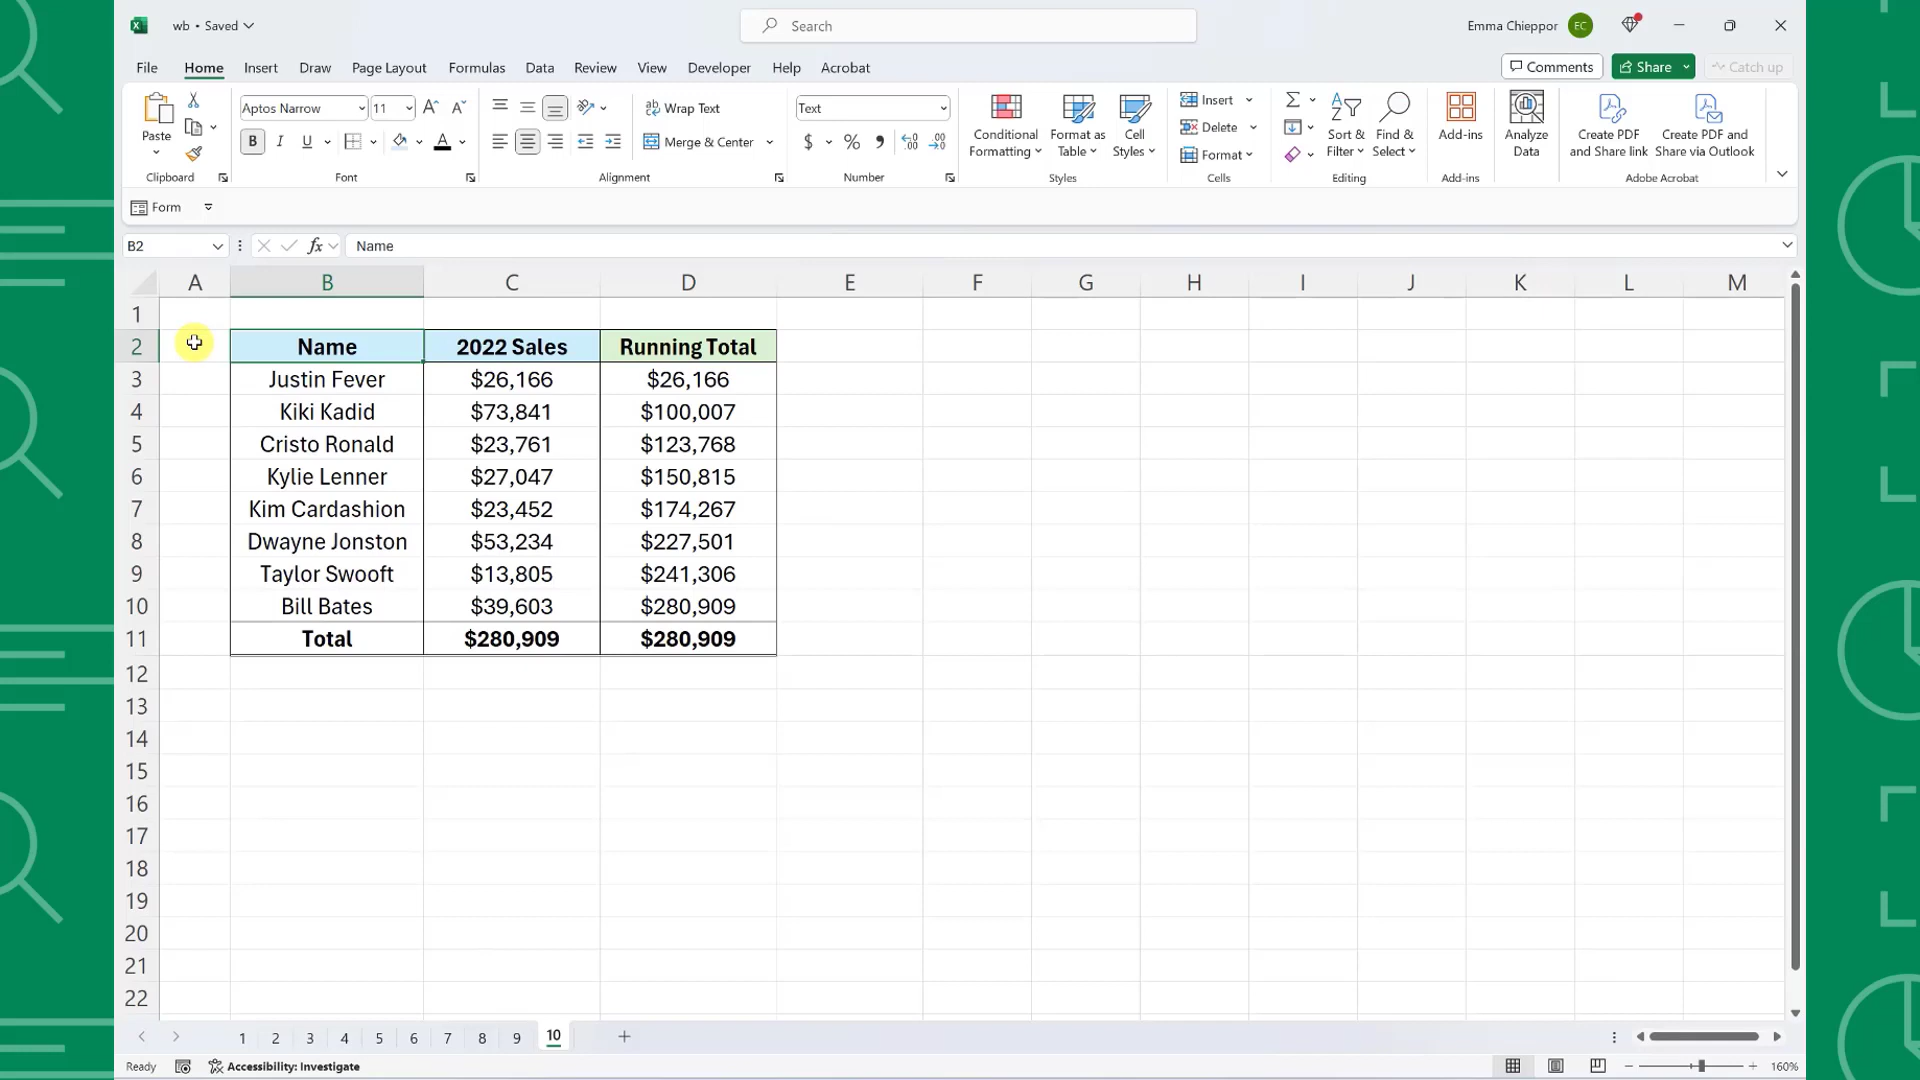 wb • Saved
Search
Emma Chieppor
EC
File Home Insert Draw Page Layout Formulas Data Review View Developer Help Acrobat
Comments
Share
Catch up
Paste
Clipboard
Aptos Narrow
11
B I U
Font
Wrap Text
Merge & Center
Alignment
Text
$ % ,
Number
Conditional Formatting
Format as Table
Cell Styles
Styles
Insert
Delete
Format
Cells
Sort & Filter
Find & Select
Editing
Add-ins
Add-ins
Analyze Data
Create PDF and Share link
Create PDF and Share via Outlook
Adobe Acrobat
Form
B2
fx
Name
A B C D E F G H I J K L M
1
2 Name 2022 Sales Running Total
3 Justin Fever $26,166 $26,166
4 Kiki Kadid $73,841 $100,007
5 Cristo Ronald $23,761 $123,768
6 Kylie Lenner $27,047 $150,815
7 Kim Cardashion $23,452 $174,267
8 Dwayne Jonston $53,234 $227,501
9 Taylor Swooft $13,805 $241,306
10 Bill Bates $39,603 $280,909
11 Total $280,909 $280,909
12
13
14
15
16
17
18
19
20
21
22
1 2 3 4 5 6 7 8 9 10
Ready
Accessibility: Investigate
160%